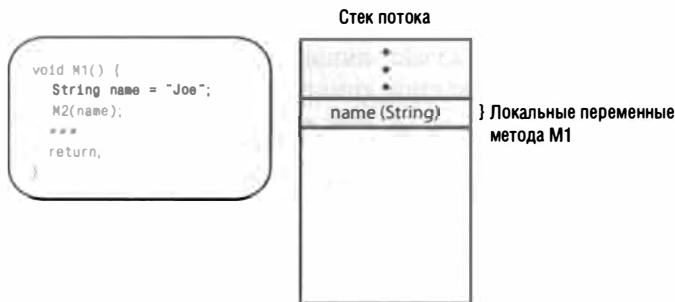 Стек потока
void M1() {
String name = "Joe";
M2(name);
...
return,
}
name (String)
} Локальные переменные
метода M1